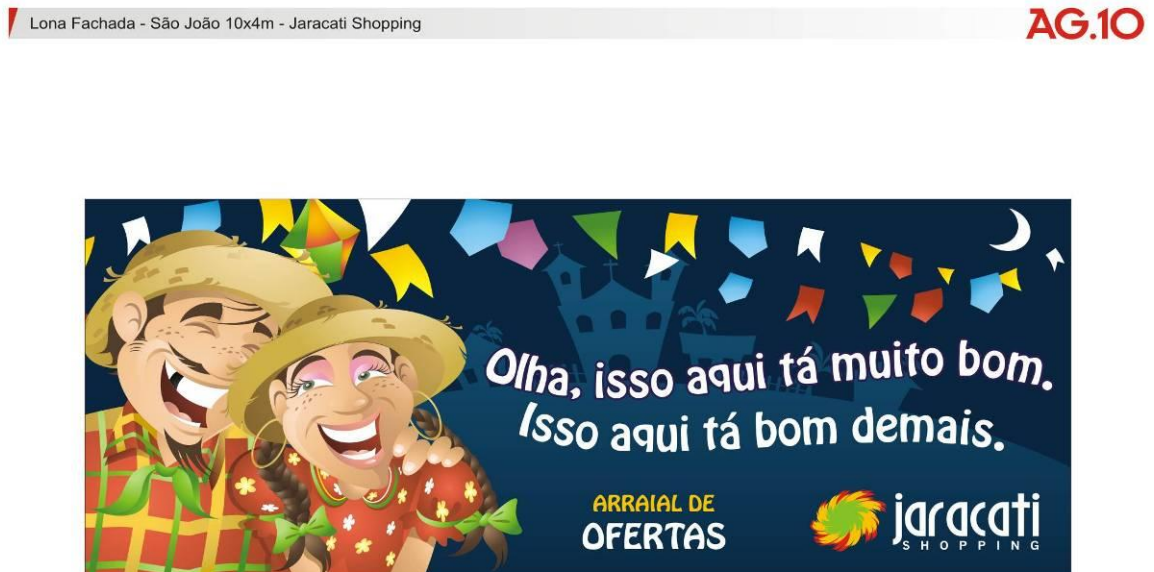 Lona Fachada - São João 10x4m - Jaracati Shopping
AG.10
Olha, isso aqui tá muito bom.
Isso aqui tá bom demais.
ARRAIAL DE
OFERTAS
jaracati
SHOPPING